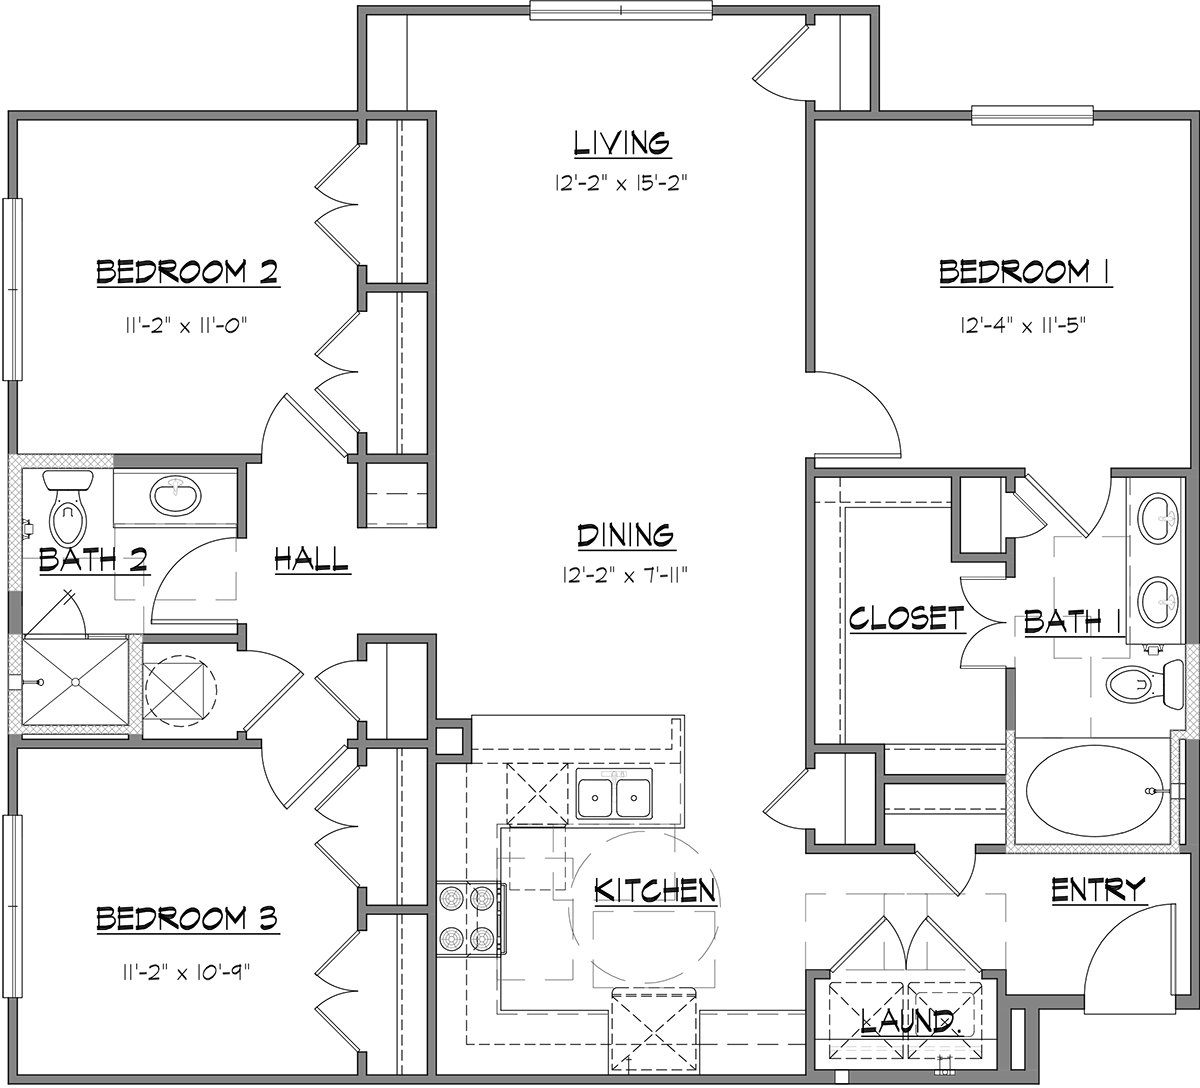 LIVING
12'-2" x 15'-2"
BEDROOM 2
11'-2" x 11'-0"
BEDROOM 1
12'-4" x 11'-5"
DINING
12'-2" x 7'-11"
BATH 2
HALL
CLOSET
BATH 1
KITCHEN
ENTRY
BEDROOM 3
11'-2" x 10'-9"
LAUND.